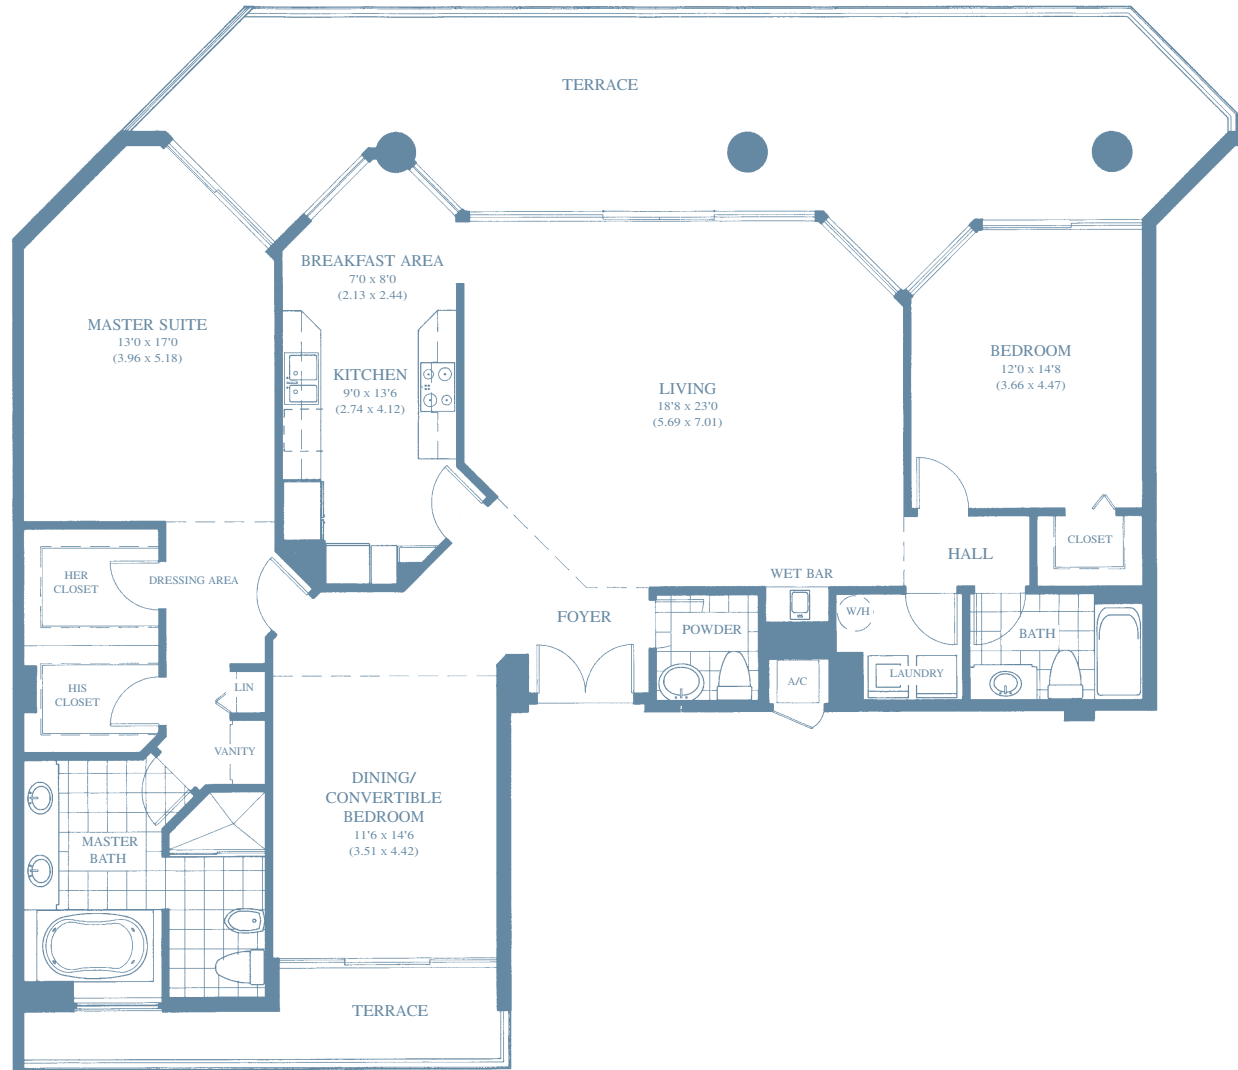 TERRACE
BREAKFAST AREA
7'0 x 8'0
(2.13 x 2.44)
MASTER SUITE
13'0 x 17'0
(3.96 x 5.18)
KITCHEN
9'0 x 13'6
(2.74 x 4.12)
LIVING
18'8 x 23'0
(5.69 x 7.01)
BEDROOM
12'0 x 14'8
(3.66 x 4.47)
CLOSET
HALL
HER
CLOSET
DRESSING AREA
WET BAR
W/H
FOYER
POWDER
BATH
LAUNDRY
A/C
HIS
CLOSET
LIN
VANITY
DINING/
CONVERTIBLE
BEDROOM
11'6 x 14'6
(3.51 x 4.42)
MASTER
BATH
TERRACE